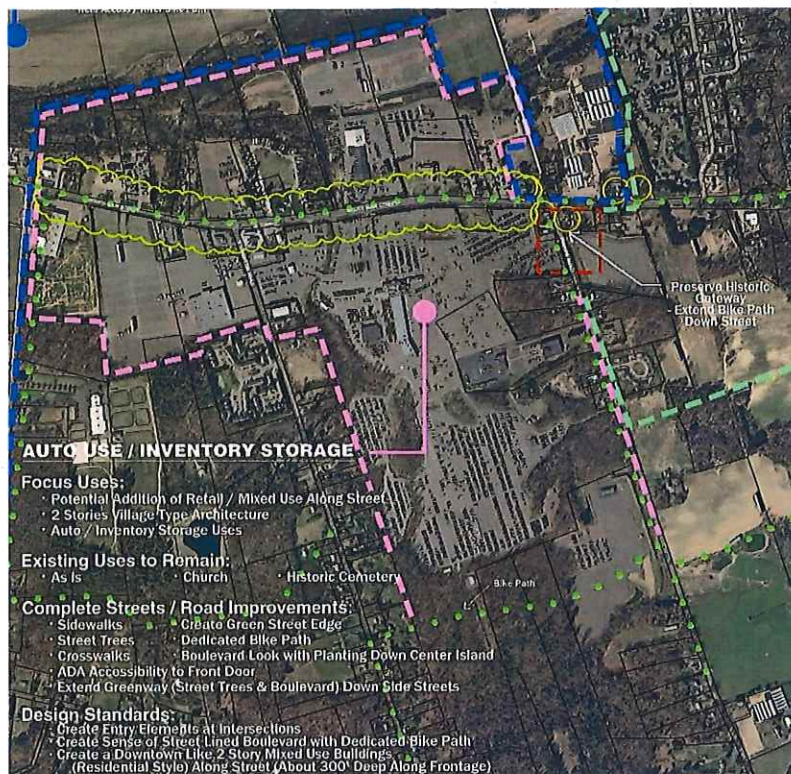 Preserve Historic
Gateway
- Extend Bike Path
Down Street
AUTO USE / INVENTORY STORAGE
Focus Uses:
· Potential Addition of Retail / Mixed Use Along Street
· 2 Stories Village Type Architecture
· Auto / Inventory Storage Uses
Existing Uses to Remain:
· As Is · Church · Historic Cemetery
Bike Path
Complete Streets / Road Improvements:
· Sidewalks · Create Green Street Edge
· Street Trees · Dedicated Bike Path
· Crosswalks · Boulevard Look with Planting Down Center Island
· ADA Accessibility to Front Door
· Extend Greenway (Street Trees & Boulevard) Down Side Streets
Design Standards:
· Create Entry Elements at Intersections
· Create Sense of Street Lined Boulevard with Dedicated Bike Path
· Create a Downtown Like 2 Story Mixed Use Buildings
(Residential Style) Along Street (About 300' Deep Along Frontage)